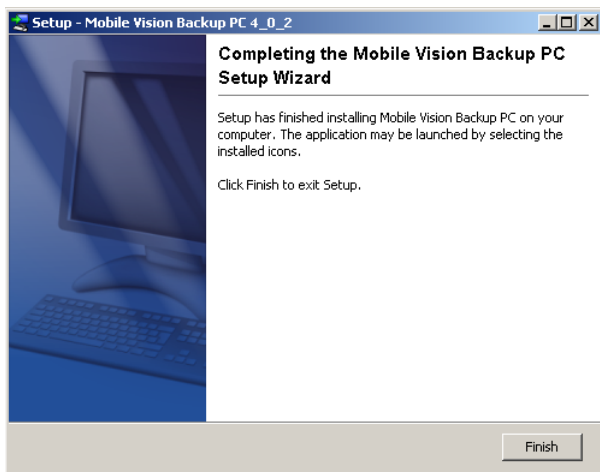 Setup - Mobile Vision Backup PC 4_0_2
Completing the Mobile Vision Backup PC
Setup Wizard
Setup has finished installing Mobile Vision Backup PC on your
computer. The application may be launched by selecting the
installed icons.
Click Finish to exit Setup.
Finish